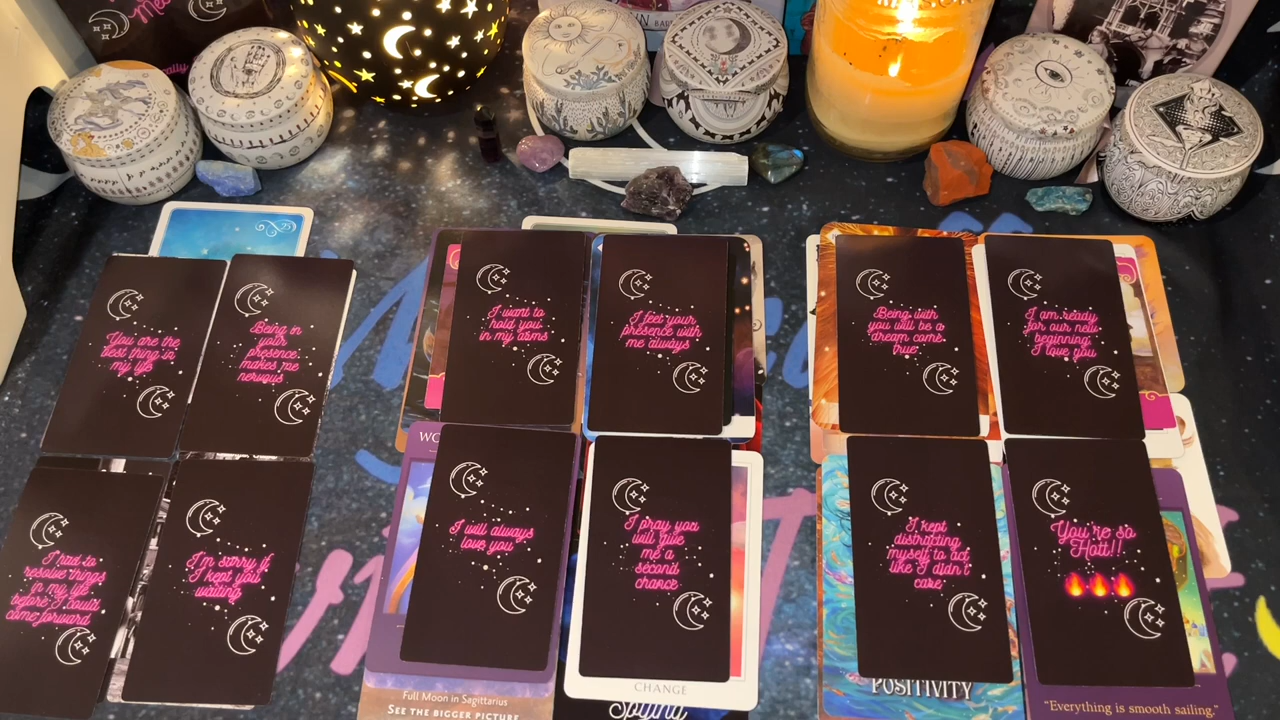 25
You are the
best thing in
my life
Being in
your
presence
makes me
nervous
I had to
resolve things
in my life
before I could
come forward
I'm sorry if
I kept you
waiting
I want to
hold you
in my arms
I feel your
presence with
me always
I will always
love you
I pray you
will give
me a
second
chance
Full Moon in Sagittarius
SEE THE BIGGER PICTURE
CHANGE
Being with
you will be a
dream come
true
I am ready
for our new
beginning
I love you
I kept
distracting
myself to act
like I didn't
care
You're so
Hott!!
POSITIVITY
"Everything is smooth sailing."